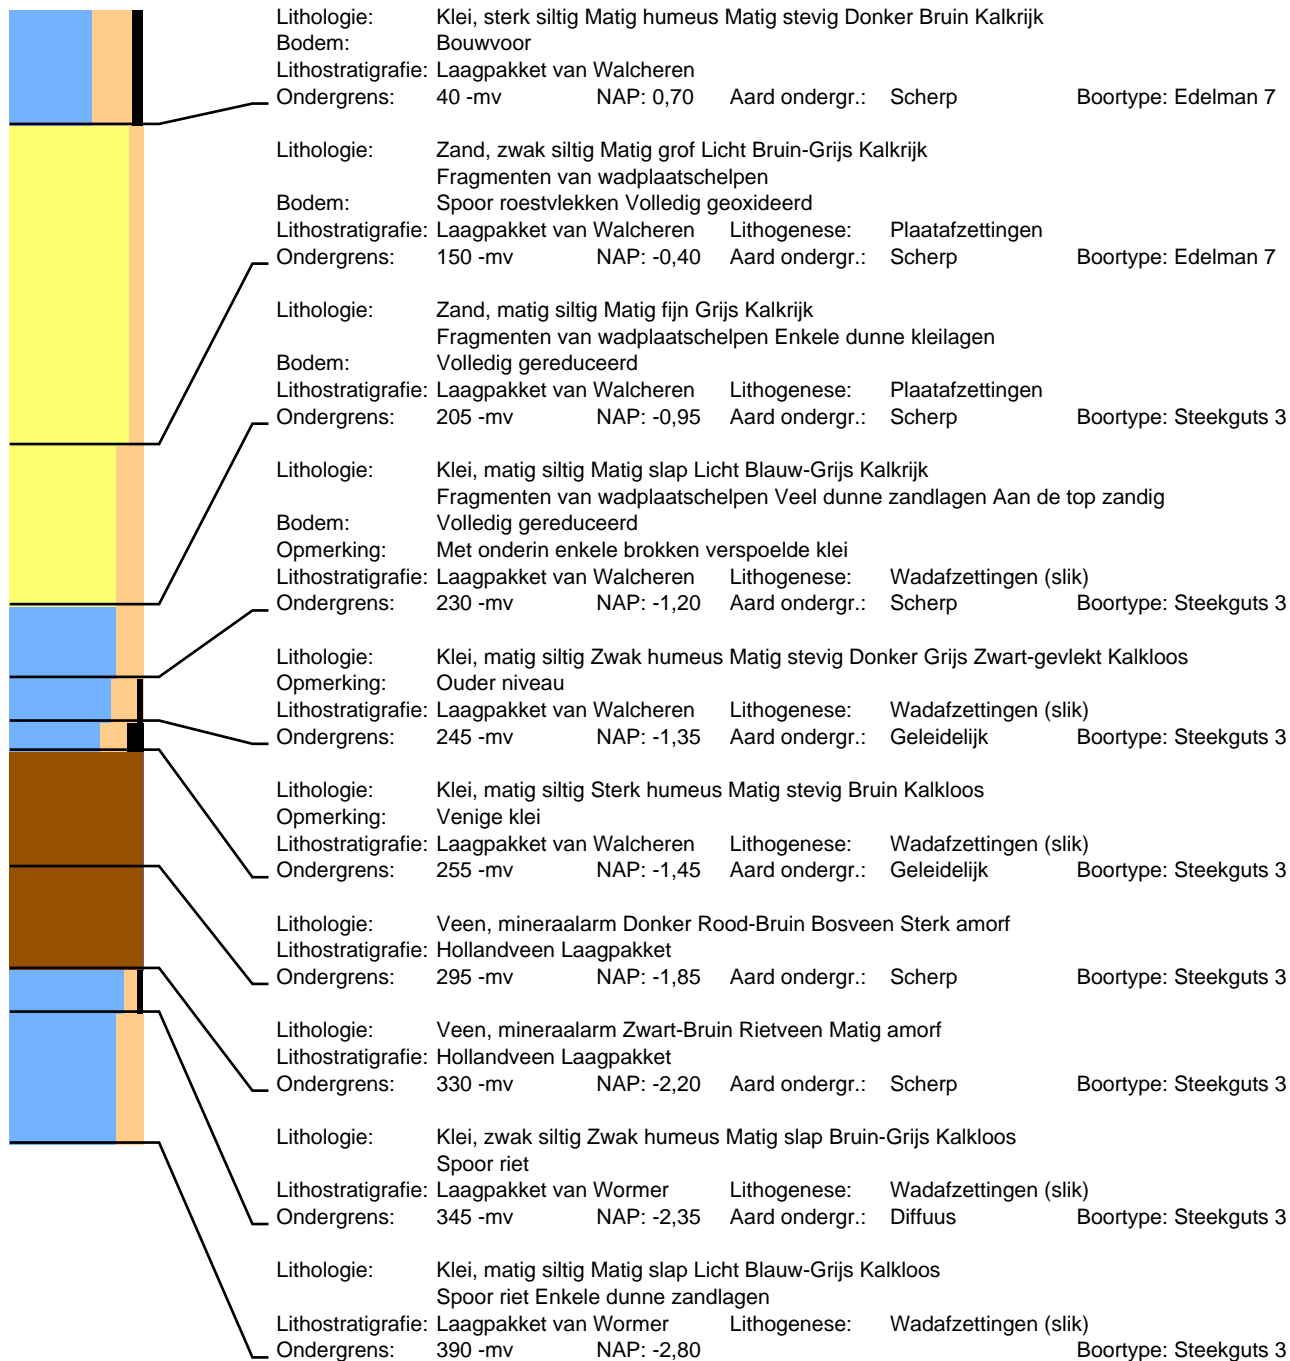 Lithologie: Klei, sterk siltig Matig humeus Matig stevig Donker Bruin Kalkrijk
Bodem: Bouwvoor
Lithostratigrafie: Laagpakket van Walcheren
Ondergrens: 40 -mv NAP: 0,70 Aard ondergr.: Scherp Boortype: Edelman 7
Lithologie: Zand, zwak siltig Matig grof Licht Bruin-Grijs Kalkrijk
Fragmenten van wadplaatschelpen
Bodem: Spoor roestvlekken Volledig geoxideerd
Lithostratigrafie: Laagpakket van Walcheren Lithogenese: Plaatafzettingen
Ondergrens: 150 -mv NAP: -0,40 Aard ondergr.: Scherp Boortype: Edelman 7
Lithologie: Zand, matig siltig Matig fijn Grijs Kalkrijk
Fragmenten van wadplaatschelpen Enkele dunne kleilagen
Bodem: Volledig gereduceerd
Lithostratigrafie: Laagpakket van Walcheren Lithogenese: Plaatafzettingen
Ondergrens: 205 -mv NAP: -0,95 Aard ondergr.: Scherp Boortype: Steekguts 3
Lithologie: Klei, matig siltig Matig slap Licht Blauw-Grijs Kalkrijk
Fragmenten van wadplaatschelpen Veel dunne zandlagen Aan de top zandig
Bodem: Volledig gereduceerd
Opmerking: Met onderin enkele brokken verspoelde klei
Lithostratigrafie: Laagpakket van Walcheren Lithogenese: Wadafzettingen (slik)
Ondergrens: 230 -mv NAP: -1,20 Aard ondergr.: Scherp Boortype: Steekguts 3
Lithologie: Klei, matig siltig Zwak humeus Matig stevig Donker Grijs Zwart-gevlekt Kalkloos
Opmerking: Ouder niveau
Lithostratigrafie: Laagpakket van Walcheren Lithogenese: Wadafzettingen (slik)
Ondergrens: 245 -mv NAP: -1,35 Aard ondergr.: Geleidelijk Boortype: Steekguts 3
Lithologie: Klei, matig siltig Sterk humeus Matig stevig Bruin Kalkloos
Opmerking: Venige klei
Lithostratigrafie: Laagpakket van Walcheren Lithogenese: Wadafzettingen (slik)
Ondergrens: 255 -mv NAP: -1,45 Aard ondergr.: Geleidelijk Boortype: Steekguts 3
Lithologie: Veen, mineraalarm Donker Rood-Bruin Bosveen Sterk amorf
Lithostratigrafie: Hollandveen Laagpakket
Ondergrens: 295 -mv NAP: -1,85 Aard ondergr.: Scherp Boortype: Steekguts 3
Lithologie: Veen, mineraalarm Zwart-Bruin Rietveen Matig amorf
Lithostratigrafie: Hollandveen Laagpakket
Ondergrens: 330 -mv NAP: -2,20 Aard ondergr.: Scherp Boortype: Steekguts 3
Lithologie: Klei, zwak siltig Zwak humeus Matig slap Bruin-Grijs Kalkloos
Spoor riet
Lithostratigrafie: Laagpakket van Wormer Lithogenese: Wadafzettingen (slik)
Ondergrens: 345 -mv NAP: -2,35 Aard ondergr.: Diffuus Boortype: Steekguts 3
Lithologie: Klei, matig siltig Matig slap Licht Blauw-Grijs Kalkloos
Spoor riet Enkele dunne zandlagen
Lithostratigrafie: Laagpakket van Wormer Lithogenese: Wadafzettingen (slik)
Ondergrens: 390 -mv NAP: -2,80 Boortype: Steekguts 3